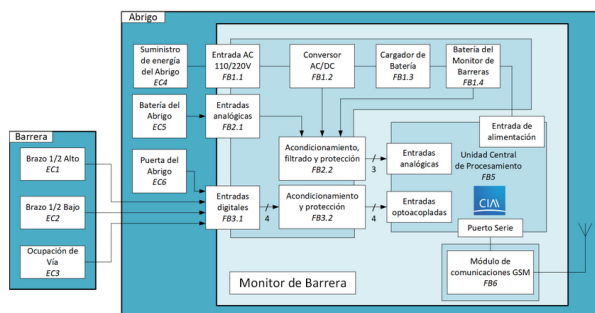 Abrigo
Suministro
de energía
del Abrigo
EC4
Entrada AC
110/220V
FB1.1
Conversor
AC/DC
FB1.2
Cargador de
Batería
FB1.3
Batería del
Monitor de
Barreras
FB1.4
Batería del
Abrigo
EC5
Entradas
analógicas
FB2.1
Entrada de
alimentación
Barrera
Brazo 1/2 Alto
EC1
Puerta del
Abrigo
EC6
Acondicionamiento,
filtrado y protección
FB2.2
3
Entradas
analógicas
Unidad Central
de Procesamiento
FB5
Brazo 1/2 Bajo
EC2
Entradas
digitales
FB3.1
4
Acondicionamiento
y protección
FB3.2
4
Entradas
optoacopladas
CIAA
Puerto Serie
Ocupación de
Vía
EC3
Monitor de Barrera
Módulo de
comunicaciones GSM
FB6